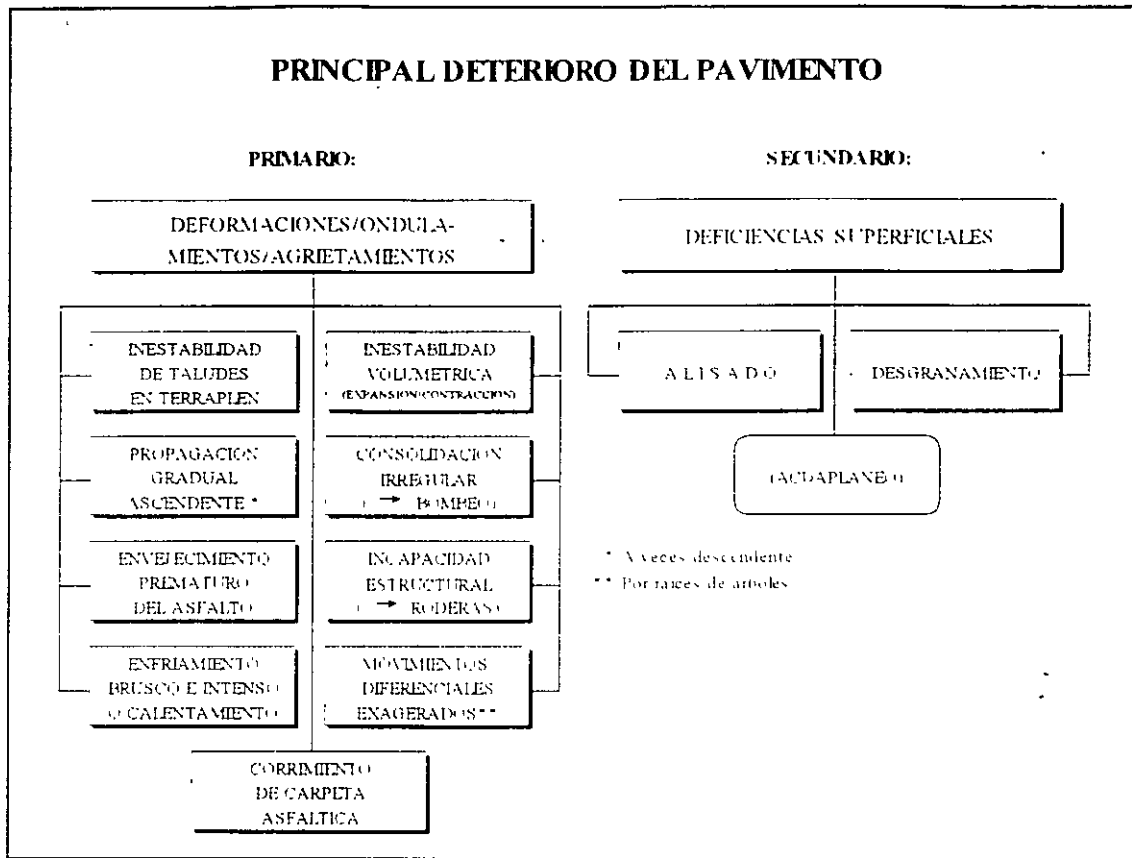 PRINCIPAL DETERIORO DEL PAVIMENTO
PRIMARIO:
DEFORMACIONES/ONDULA-
MIENTOS/AGRIETAMIENTOS
INESTABILIDAD
DE TALUDES
EN TERRAPLEN
INESTABILIDAD
VOLUMETRICA
(EXPANSION/CONTRACCION)
PROPAGACION
GRADUAL
ASCENDENTE *
CONSOLIDACION
IRREGULAR
( → BOMBEO)
ENVEJECIMIENTO
PREMATURO
DEL ASFALTO
INCAPACIDAD
ESTRUCTURAL
( → RODERAS)
ENFRIAMIENTO
BRUSCO E INTENSO
O CALENTAMIENTO
MOVIMIENTOS
DIFERENCIALES
EXAGERADOS **
CORRIMIENTO
DE CARPETA
ASFALTICA
SECUNDARIO:
DEFICIENCIAS SUPERFICIALES
A L I S A D O
DESGRANAMIENTO
(ACUAPLANEO)
* A veces descendente
** Por raices de arboles